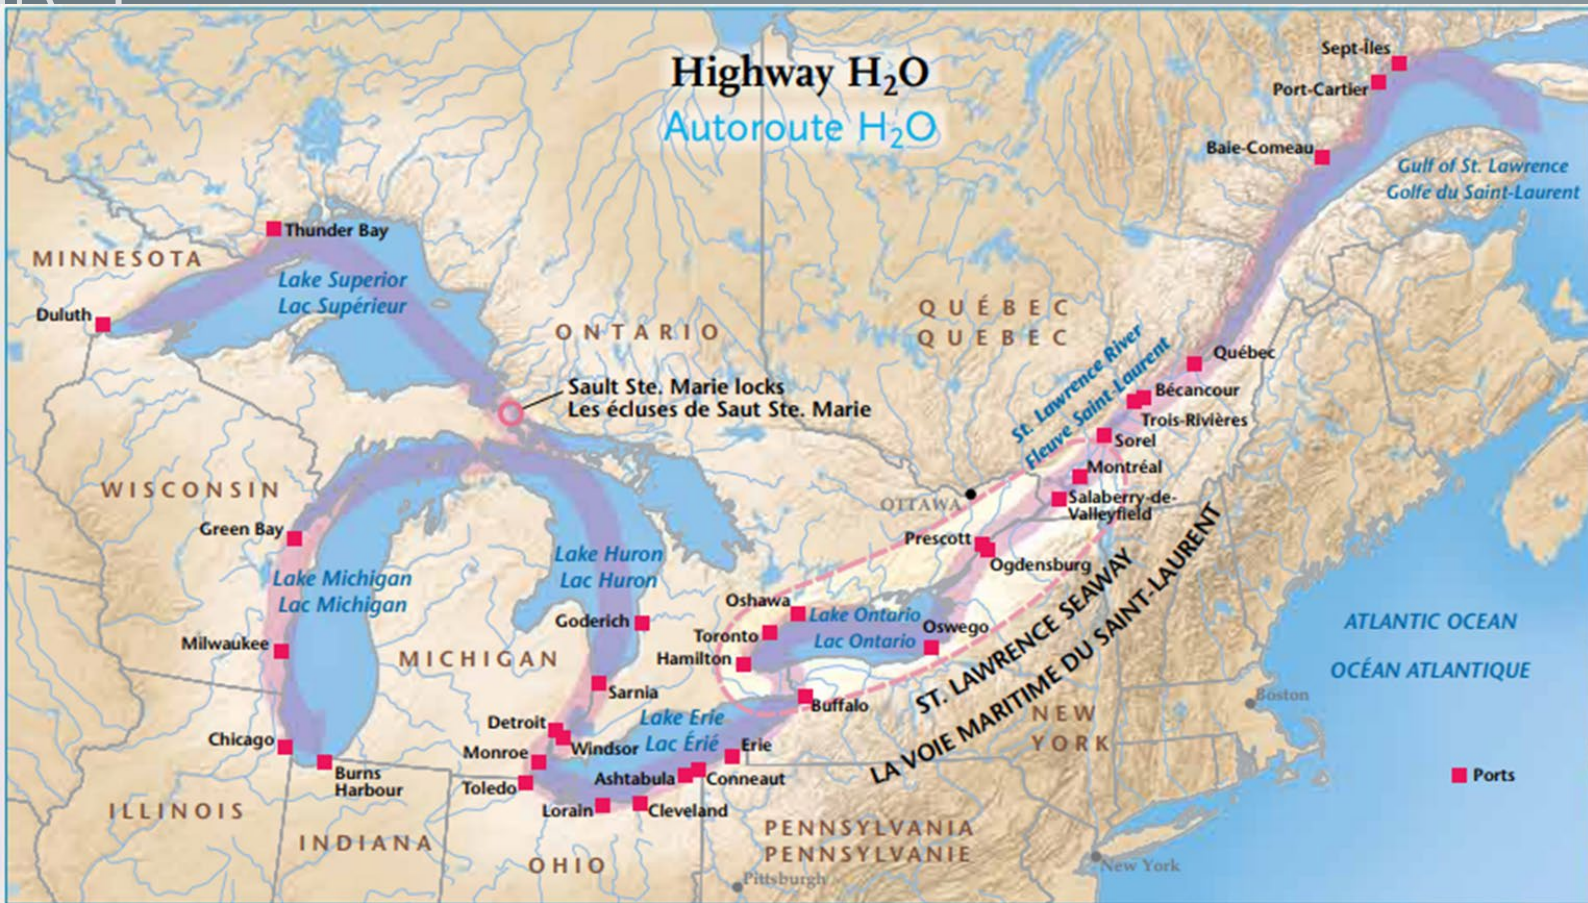 Highway H₂O
Autoroute H₂O
Sept-Îles
Port-Cartier
Baie-Comeau
Gulf of St. Lawrence
Golfe du Saint-Laurent
Thunder Bay
MINNESOTA
Lake Superior
Lac Supérieur
Duluth
ONTARIO
QUÉBEC
QUEBEC
St. Lawrence River
Fleuve Saint-Laurent
Québec
Sault Ste. Marie locks
Les écluses de Saut Ste. Marie
Bécancour
Trois-Rivières
Sorel
Montréal
WISCONSIN
OTTAWA
Salaberry-de-
Valleyfield
Green Bay
Prescott
Ogdensburg
Lake Huron
Lac Huron
Lake Michigan
Lac Michigan
Oshawa
Lake Ontario
Lac Ontario
Goderich
Toronto
Oswego
Hamilton
ST. LAWRENCE SEAWAY
LA VOIE MARITIME DU SAINT-LAURENT
ATLANTIC OCEAN
OCÉAN ATLANTIQUE
Milwaukee
MICHIGAN
Sarnia
Buffalo
Boston
Lake Erie
Lac Érié
Detroit
Windsor
NEW
YORK
Chicago
Monroe
Erie
Burns
Harbour
Toledo
Ashtabula
Conneaut
Ports
ILLINOIS
Lorain
Cleveland
INDIANA
PENNSYLVANIA
PENNSYLVANIE
OHIO
New York
Pittsburgh